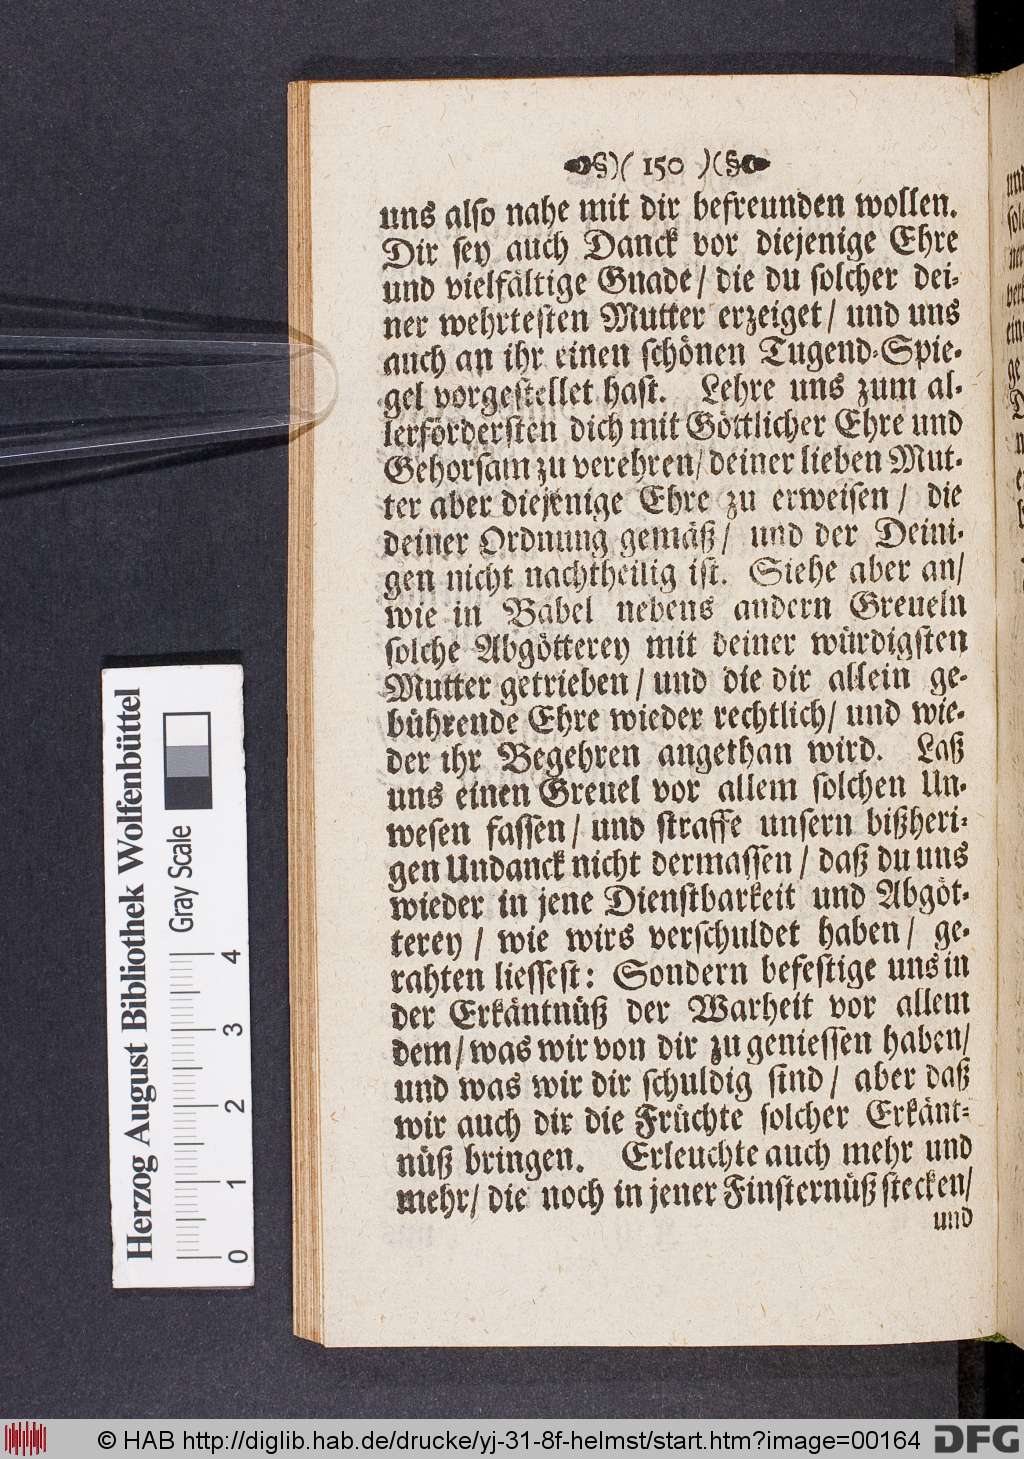 §)( 150 )(§
uns also nahe mit dir befreunden wollen.
Dir sey auch Danck vor diejenige Ehre
und vielfältige Gnade/ die du solcher dei-
ner wehrtesten Mutter erzeiget/ und uns
auch an ihr einen schönen Tugend-Spie-
gel vorgestellet hast. Lehre uns zum al-
lerfördersten dich mit Göttlicher Ehre und
Gehorsam zu verehren/ deiner lieben Mut-
ter aber diejenige Ehre zu erweisen/ die
deiner Ordnung gemäß/ und der Deini-
gen nicht nachtheilig ist. Siehe aber an/
wie in Babel nebens andern Greueln
solche Abgötterey mit deiner würdigsten
Mutter getrieben/ und die dir allein ge-
bührende Ehre wieder rechtlich/ und wie-
der ihr Begehren angethan wird. Laß
uns einen Greuel vor allem solchen Un-
wesen fassen/ und straffe unsern bißheri-
gen Undanck nicht dermassen/ daß du uns
wieder in jene Dienstbarkeit und Abgöt-
terey/ wie wirs verschuldet haben/ ge-
rahten liessest: Sondern befestige uns in
der Erkäntnüß der Warheit vor allem
dem/ was wir von dir zu geniessen haben/
und was wir dir schuldig sind/ aber daß
wir auch dir die Früchte solcher Erkänt-
nüß bringen. Erleuchte auch mehr und
mehr/ die noch in jener Finsternüß stecken/
und
Herzog August Bibliothek Wolfenbüttel
Gray Scale
0 1 2 3 4
© HAB http://diglib.hab.de/drucke/yj-31-8f-helmst/start.htm?image=00164
DFG